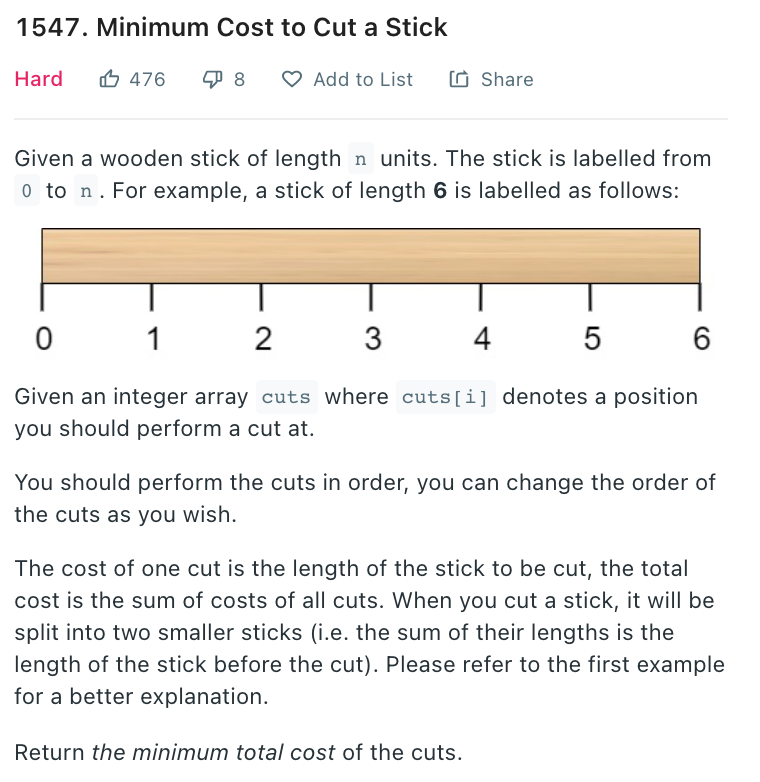 1547. Minimum Cost to Cut a Stick
Hard 476 8 Add to List Share
Given a wooden stick of length n units. The stick is labelled from
0 to n. For example, a stick of length 6 is labelled as follows:
0 1 2 3 4 5 6
Given an integer array cuts where cuts[i] denotes a position
you should perform a cut at.
You should perform the cuts in order, you can change the order of
the cuts as you wish.
The cost of one cut is the length of the stick to be cut, the total
cost is the sum of costs of all cuts. When you cut a stick, it will be
split into two smaller sticks (i.e. the sum of their lengths is the
length of the stick before the cut). Please refer to the first example
for a better explanation.
Return the minimum total cost of the cuts.